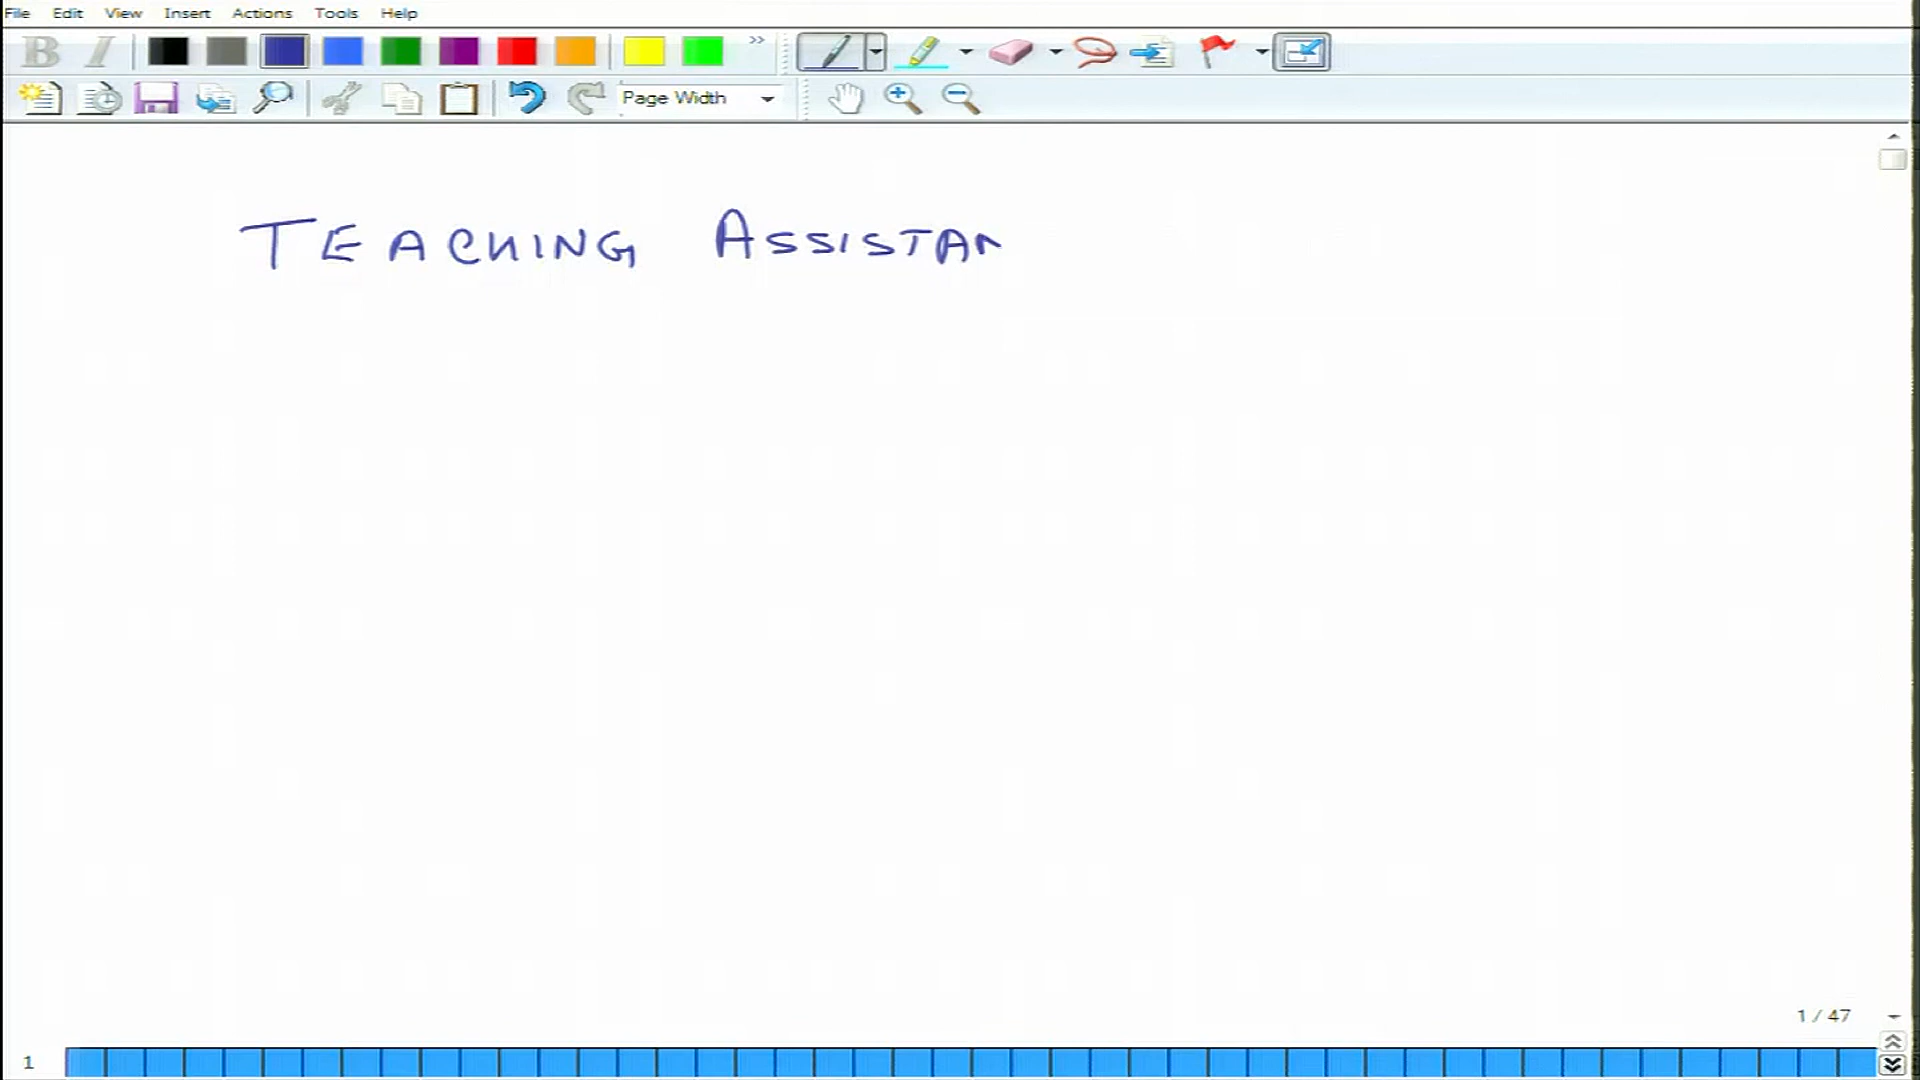 File Edit View Insert Actions Tools Help
B I
Page Width
TEACHING ASSISTAN
1 / 47
1